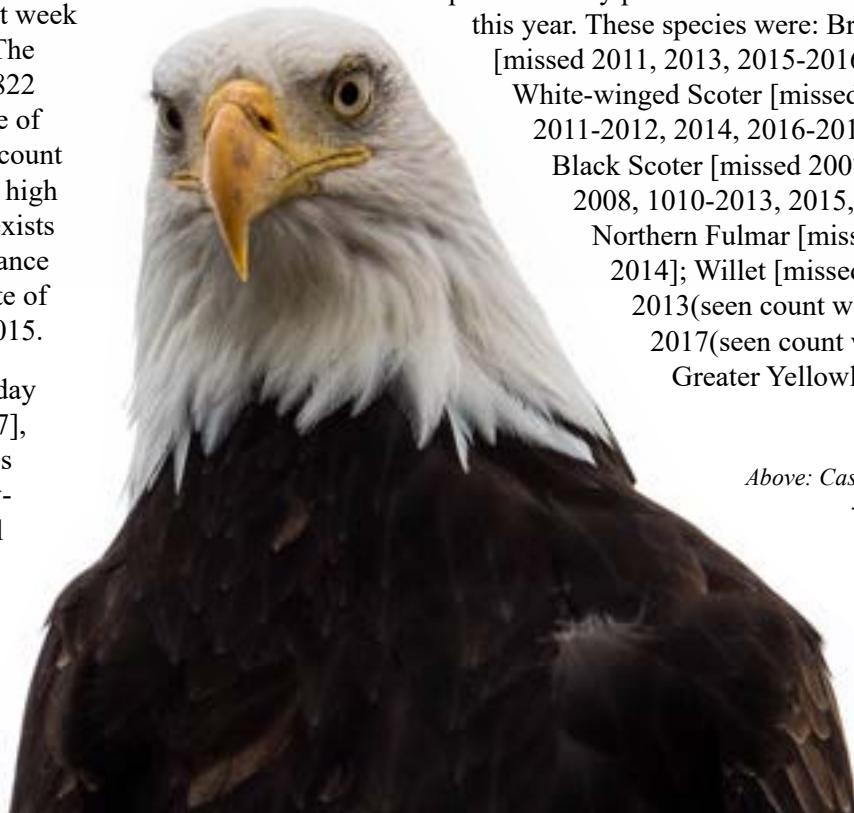 t week
The
822
e of
count
high
xists
ance
te of
015.
day
7],
s
-
l
this year. These species were: Br
[missed 2011, 2013, 2015-2016
White-winged Scoter [missed
2011-2012, 2014, 2016-201
Black Scoter [missed 200
2008, 1010-2013, 2015,
Northern Fulmar [miss
2014]; Willet [missed
2013(seen count w
2017(seen count
Greater Yellowl
Above: Cas